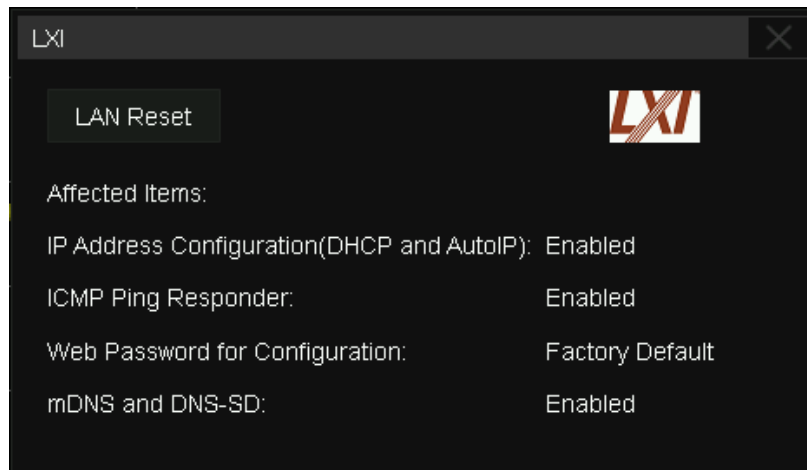 LXI
LAN Reset
LXI
Affected Items:
IP Address Configuration(DHCP and AutoIP): Enabled
ICMP Ping Responder: Enabled
Web Password for Configuration: Factory Default
mDNS and DNS-SD: Enabled